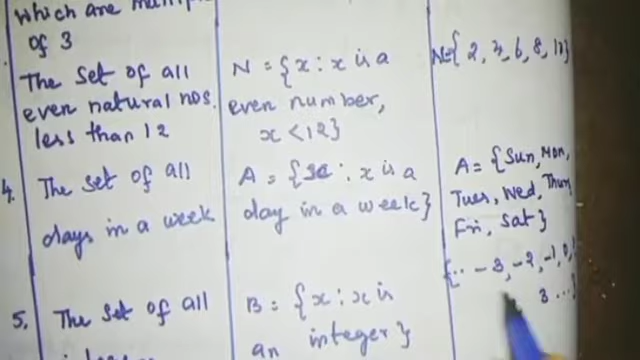 which are
of 3
The set of all
even natural nos.
less than 12
N = {x : x is a
even number,
x < 12}
N = {2, 4, 6, 8, 10}
4. The set of all
days in a week
A = {x : x is a
day in a week}
A = {Sun, Mon,
Tues, Wed, Thur,
Fri, Sat}
5. The set of all
B = {x : x is
an integer}
{.. -3, -2, -1, 0,
3 ...}